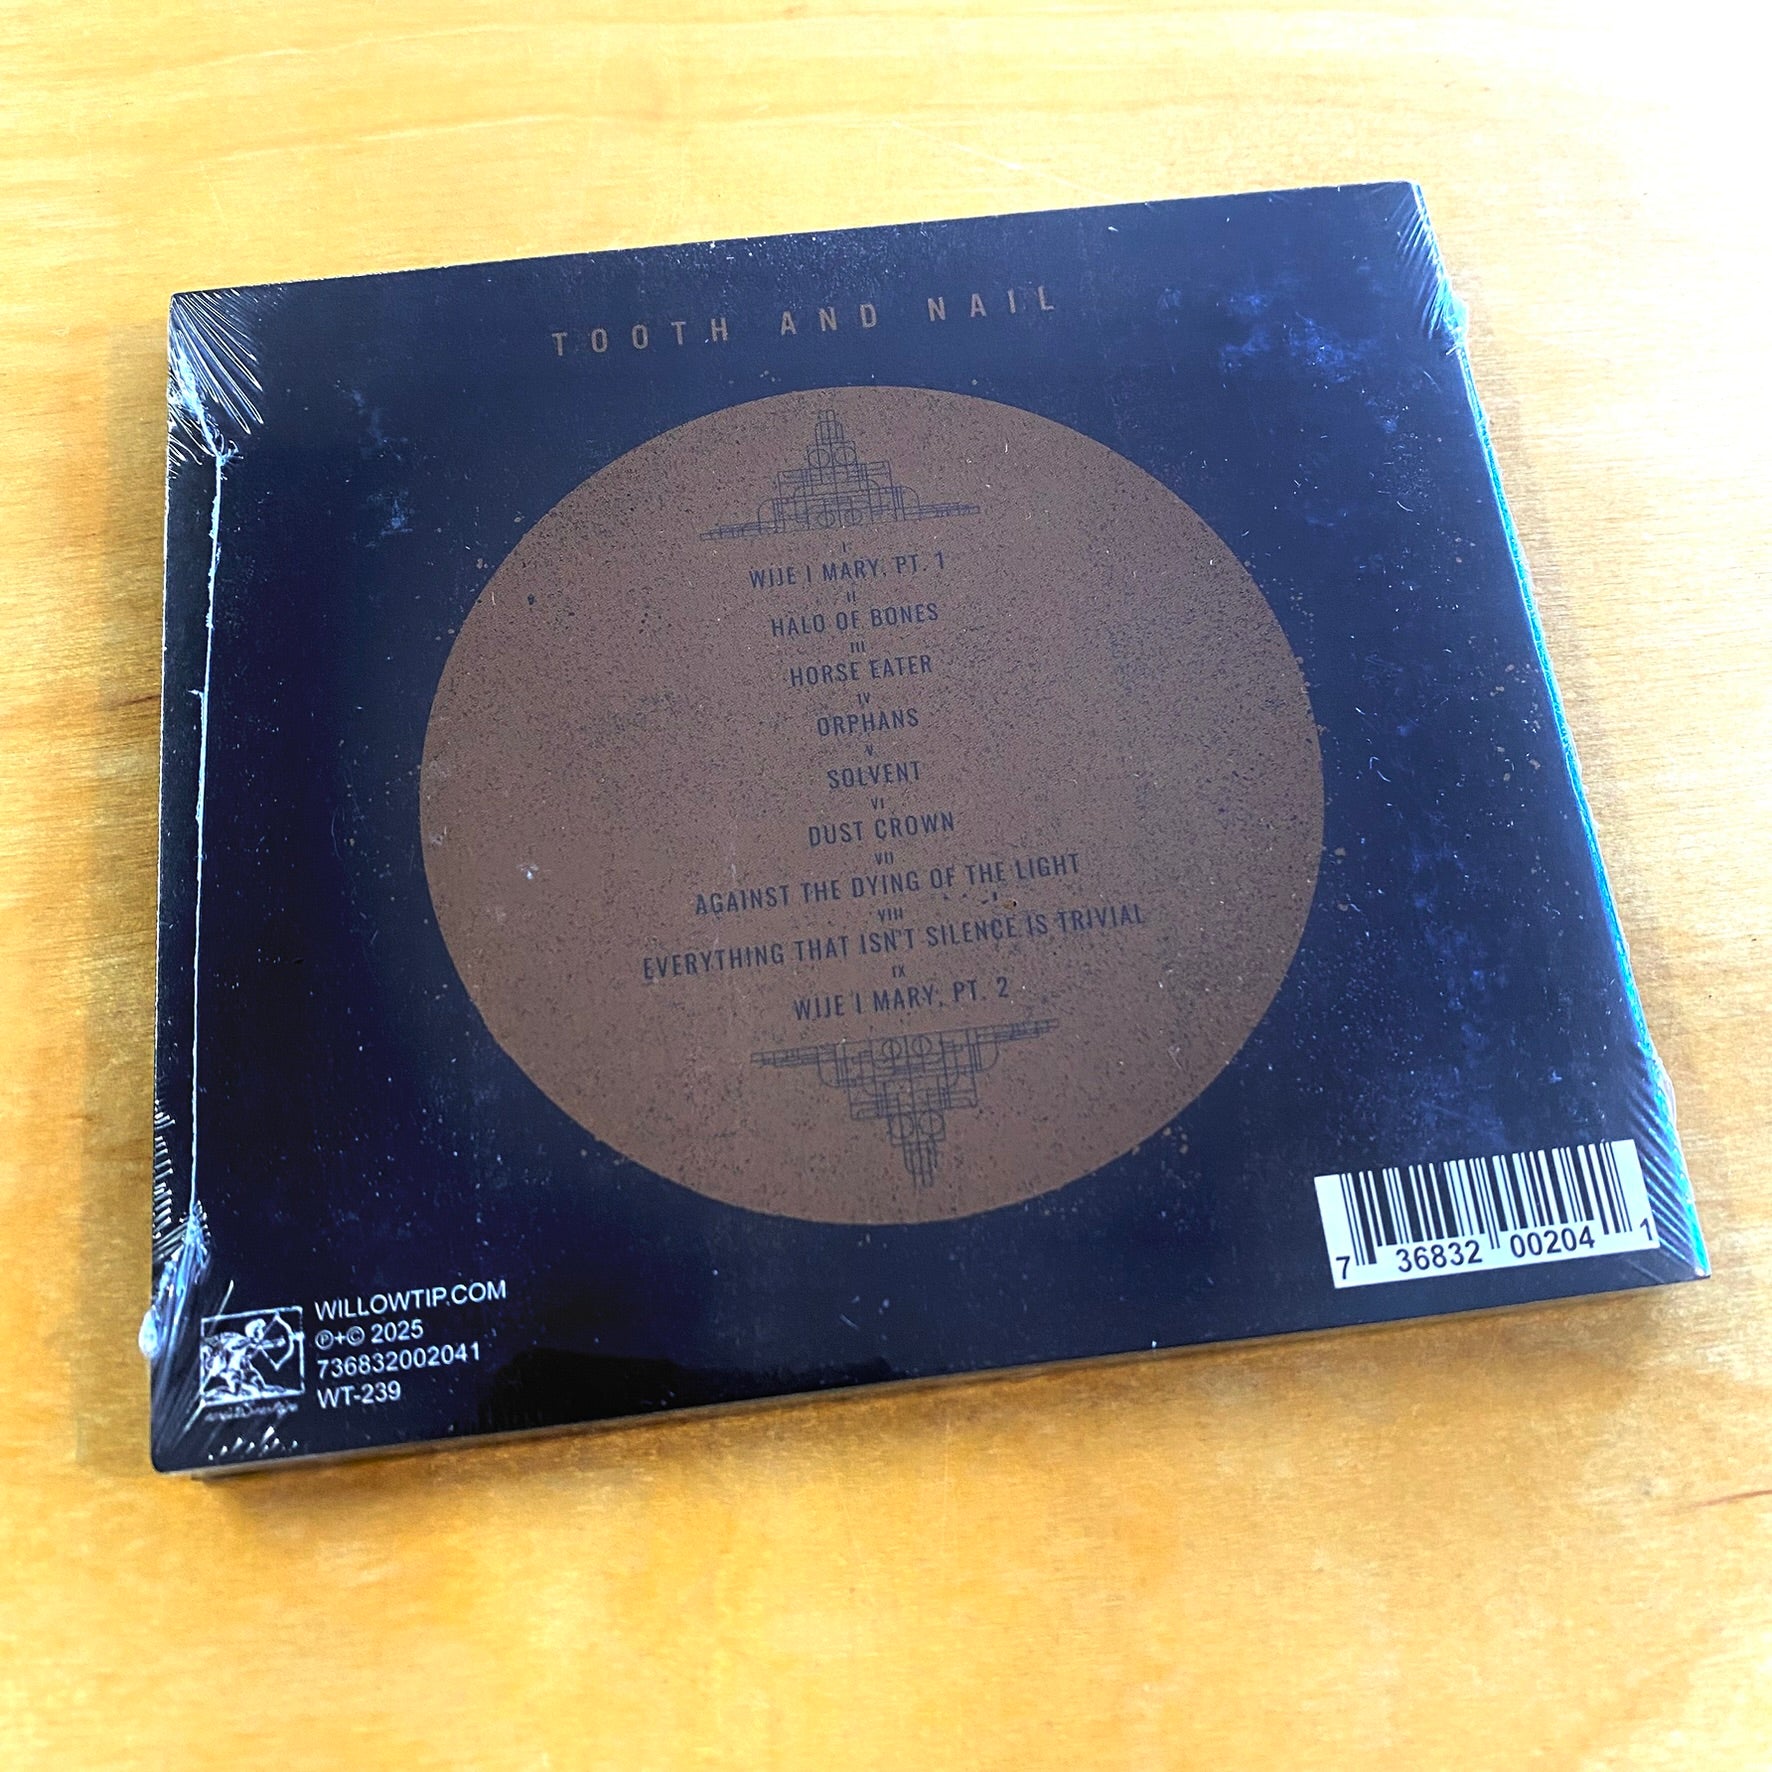 TOOTH AND NAIL
I
WIJE I MARY, PT. 1
II
HALO OF BONES
III
HORSE EATER
IV
ORPHANS
V
SOLVENT
VI
DUST CROWN
VII
AGAINST THE DYING OF THE LIGHT
VIII
EVERYTHING THAT ISN'T SILENCE IS TRIVIAL
IX
WIJE I MARY, PT. 2
WILLOWTIP.COM
℗+© 2025
736832002041
WT-239
7 36832 00204 1